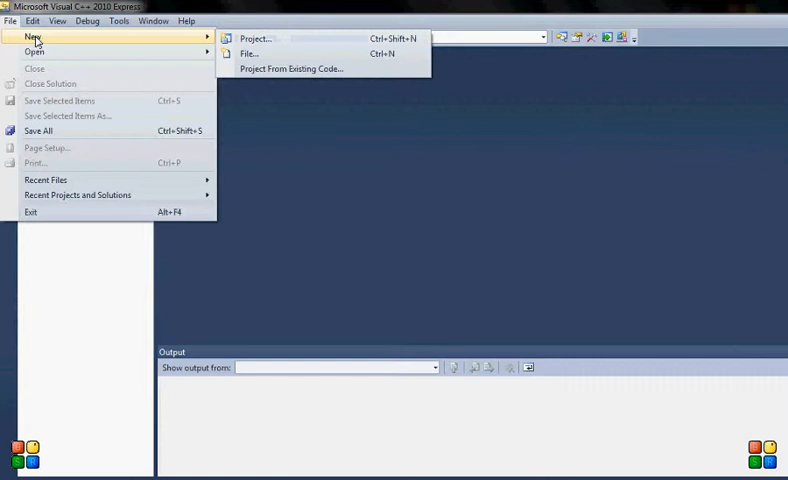 Microsoft Visual C++ 2010 Express
File Edit View Debug Tools Window Help
New
Project... Ctrl+Shift+N
File... Ctrl+N
Project From Existing Code...
Open
Close
Close Solution
Save Selected Items Ctrl+S
Save Selected Items As...
Save All Ctrl+Shift+S
Page Setup...
Print... Ctrl+P
Recent Files
Recent Projects and Solutions
Exit Alt+F4
Output
Show output from: